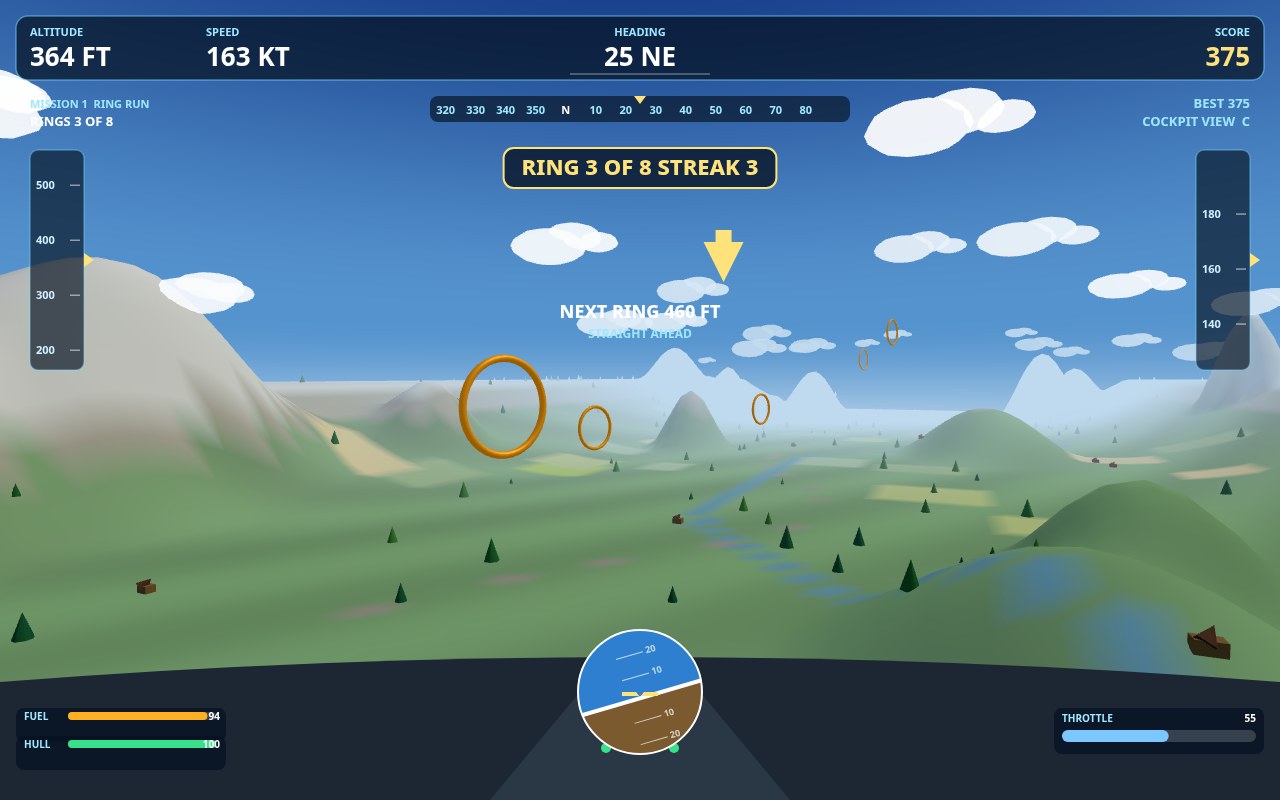 ALTITUDE
364 FT
SPEED
163 KT
HEADING
25 NE
SCORE
375
MISSION 1 RING RUN
RINGS 3 OF 8
320 330 340 350 N 10 20 30 40 50 60 70 80
BEST 375
COCKPIT VIEW C
RING 3 OF 8 STREAK 3
500
400
300
200
180
160
140
NEXT RING 460 FT
STRAIGHT AHEAD
20
10
10
20
FUEL 94
HULL 100
THROTTLE 55